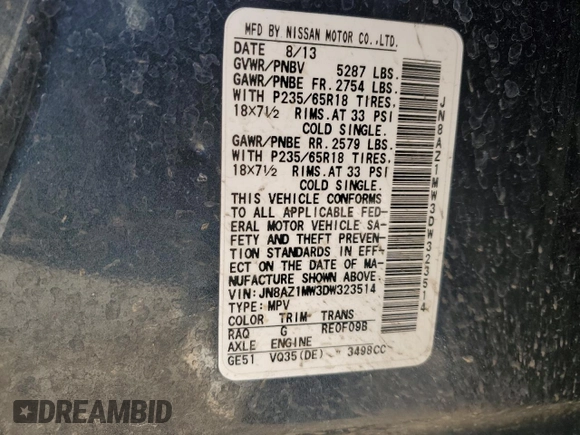 MFD BY NISSAN MOTOR CO.,LTD.
DATE 8/13
GVWR/PNBV 5287 LBS.
GAWR/PNBE FR. 2754 LBS.
WITH P235/65R18 TIRES,
18X7½ RIMS.AT 33 PSI
COLD SINGLE.
GAWR/PNBE RR. 2579 LBS.
WITH P235/65R18 TIRES,
18X7½ RIMS.AT 33 PSI
COLD SINGLE.
THIS VEHICLE CONFORMS
TO ALL APPLICABLE FED-
ERAL MOTOR VEHICLE SA-
FETY AND THEFT PREVEN-
TION STANDARDS IN EFF-
ECT ON THE DATE OF MA-
NUFACTURE SHOWN ABOVE.
VIN:JN8AZ1MW3DW323514
TYPE:MPV
COLOR TRIM TRANS
RAQ G RE0F09B
AXLE ENGINE
GE51 VQ35(DE) 3498CC
JN8AZ1MW3DW323514
DREAMBID